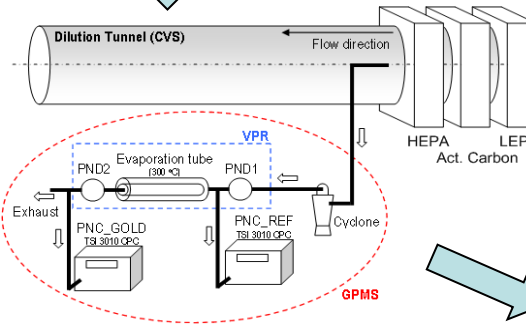 Dilution Tunnel (CVS)
Flow direction
HEPA
LEP
Act. Carbon
VPR
PND2
Evaporation tube
(300 ºC)
PND1
Exhaust
PNC_GOLD
TSI 3010 CPC
PNC_REF
TSI 3010 CPC
Cyclone
GPMS